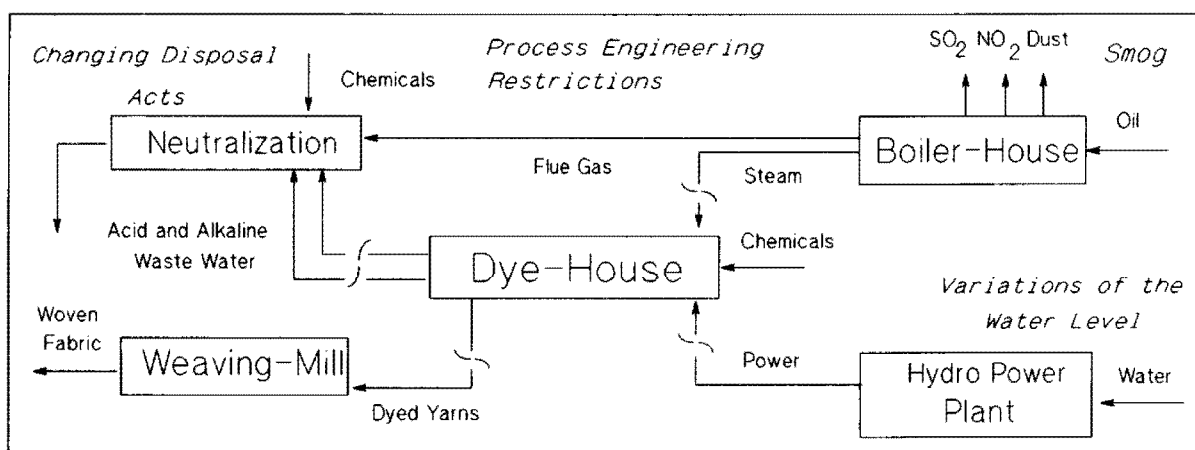 Changing Disposal
Acts
Process Engineering
Restrictions
SO2 NO2 Dust
Smog
Chemicals
Oil
Neutralization
Boiler-House
Flue Gas
Steam
Acid and Alkaline
Waste Water
Dye-House
Chemicals
Variations of the
Water Level
Woven
Fabric
Weaving-Mill
Dyed Yarns
Power
Hydro Power
Plant
Water